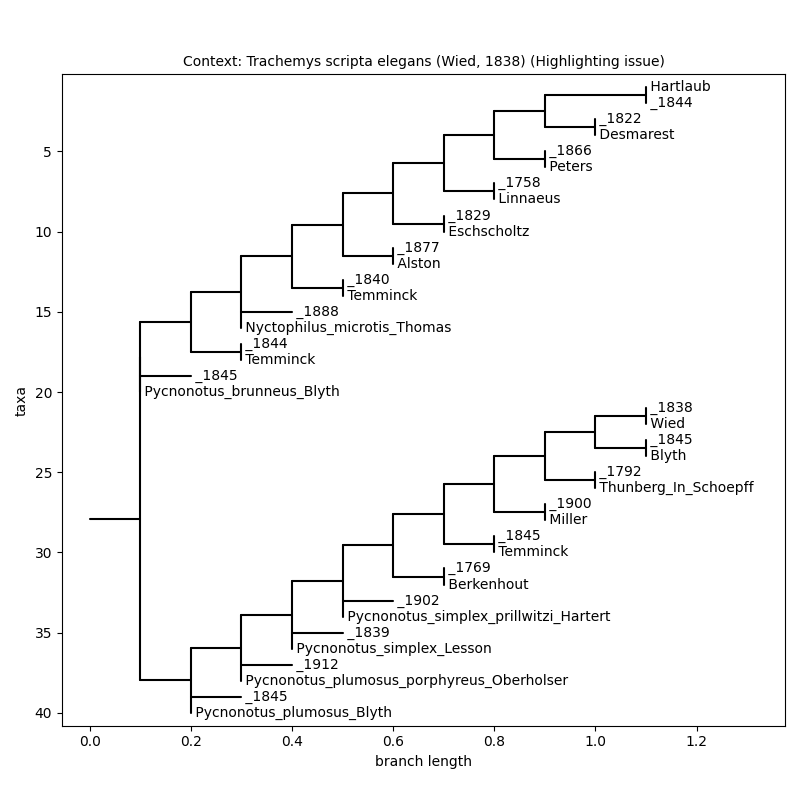 Context: Trachemys scripta elegans (Wied, 1838) (Highlighting issue)
Hartlaub
_1844
_1822
Desmarest
_1866
Peters
_1758
Linnaeus
_1829
Eschscholtz
_1877
Alston
_1840
Temminck
_1888
Nyctophilus_microtis_Thomas
_1844
Temminck
_1845
Pycnonotus_brunneus_Blyth
_1838
Wied
_1845
Blyth
_1792
Thunberg_In_Schoepff
_1900
Miller
_1845
Temminck
_1769
Berkenhout
_1902
Pycnonotus_simplex_prillwitzi_Hartert
_1839
Pycnonotus_simplex_Lesson
_1912
Pycnonotus_plumosus_porphyreus_Oberholser
_1845
Pycnonotus_plumosus_Blyth
5
10
15
20
25
30
35
40
taxa
0.0 0.2 0.4 0.6 0.8 1.0 1.2
branch length